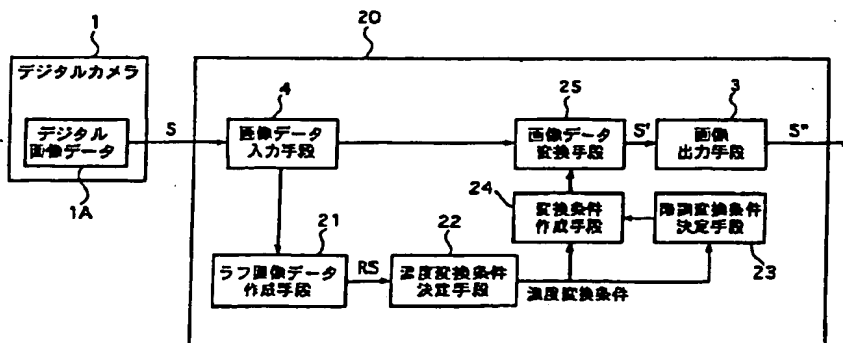 1
20
デジタルカメラ
4
25
3
デジタル
画像データ
S
画像データ
入力手段
画像データ
変換手段
S'
画像
出力手段
S"
1A
24
変換条件
作成手段
階調変換条件
決定手段
21
22
23
ラフ画像データ
作成手段
RS
濃度変換条件
決定手段
濃度変換条件